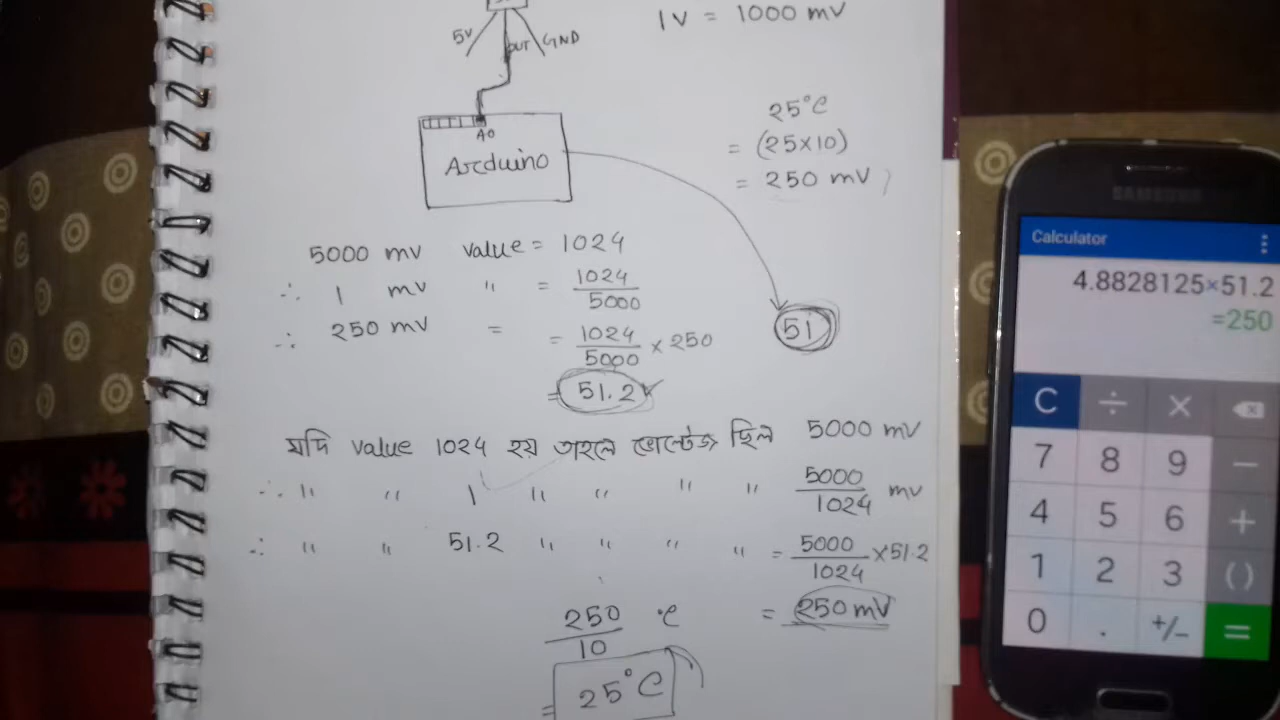 5V OUT GND
1V = 1000 mV
A0
Arduino
25°C
= (25×10)
= 250 mV
5000 mv value = 1024
∴ 1 mv " = 1024/5000
∴ 250 mV = = 1024/5000 × 250
= 51.2
51
যদি value 1024 হয় তাহলে ভোল্টেজ ছিল 5000 mV
∴ " " 1 " " " " 5000/1024 mV
∴ " " 51.2 " " " " = 5000/1024 ×51.2
= 250 mV
250/10 °C
= 25°C
SAMSUNG
Calculator
4.8828125×51.2
=250
C ÷ ×
7 8 9 −
4 5 6 +
1 2 3 ()
0 . +/− =